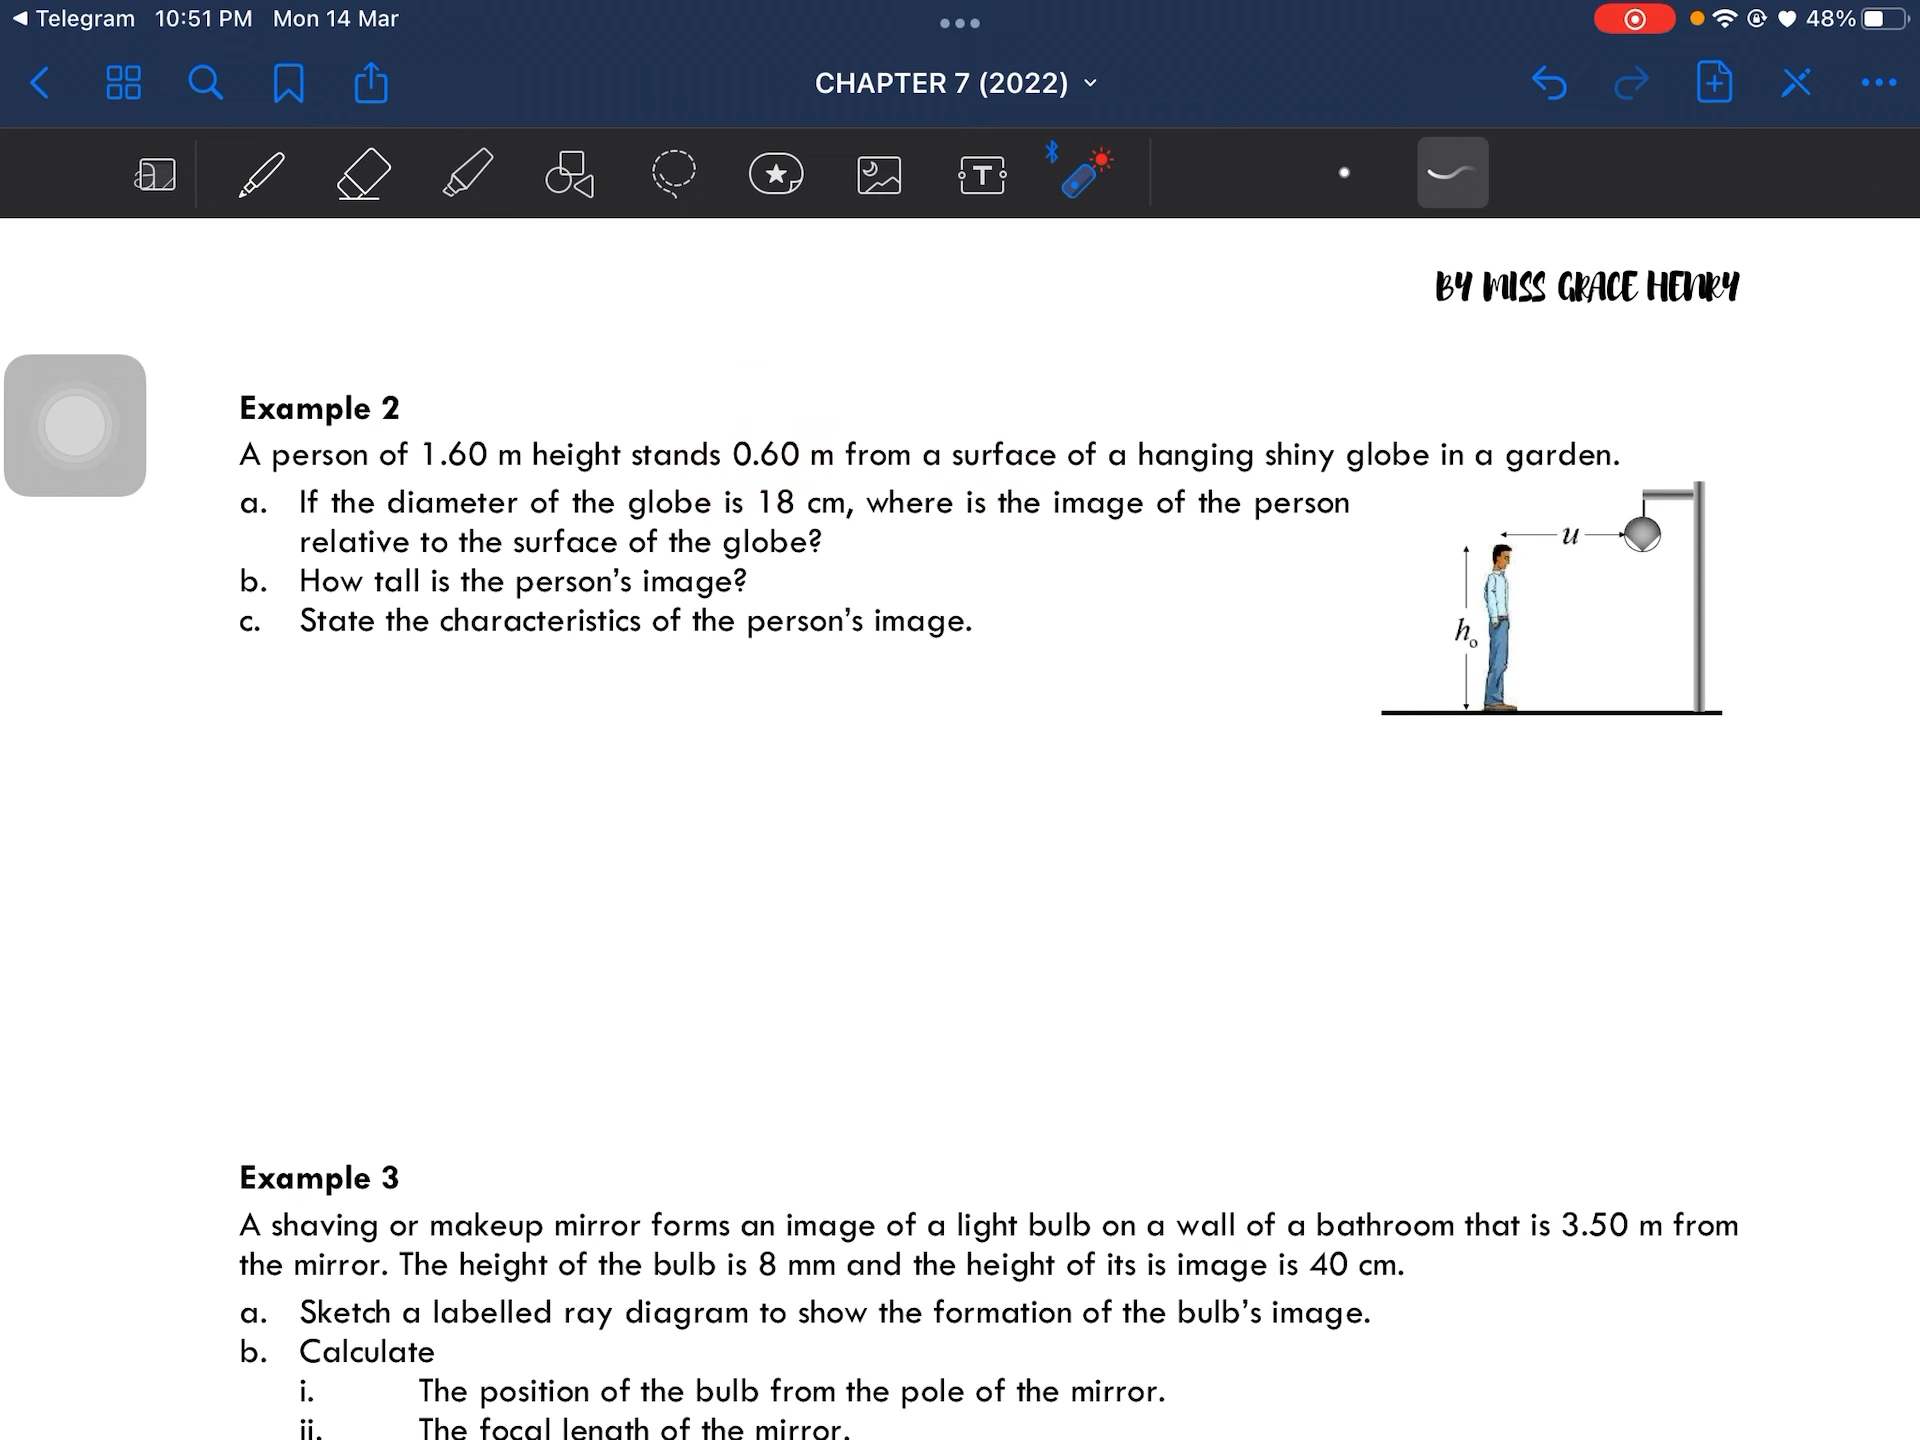 Telegram 10:51 PM Mon 14 Mar
48%
CHAPTER 7 (2022)
BY MISS GRACE HENRY
Example 2
A person of 1.60 m height stands 0.60 m from a surface of a hanging shiny globe in a garden.
a. If the diameter of the globe is 18 cm, where is the image of the person
relative to the surface of the globe?
b. How tall is the person's image?
c. State the characteristics of the person's image.
u
ho
Example 3
A shaving or makeup mirror forms an image of a light bulb on a wall of a bathroom that is 3.50 m from
the mirror. The height of the bulb is 8 mm and the height of its is image is 40 cm.
a. Sketch a labelled ray diagram to show the formation of the bulb's image.
b. Calculate
i. The position of the bulb from the pole of the mirror.
ii. The focal length of the mirror.